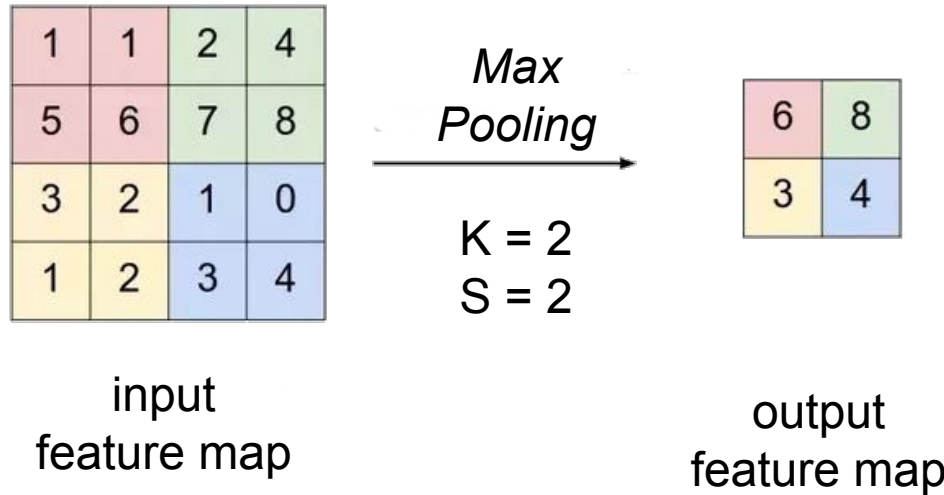 1 1 2 4
5 6 7 8
3 2 1 0
1 2 3 4
Max
Pooling
K = 2
S = 2
6 8
3 4
input
feature map
output
feature map